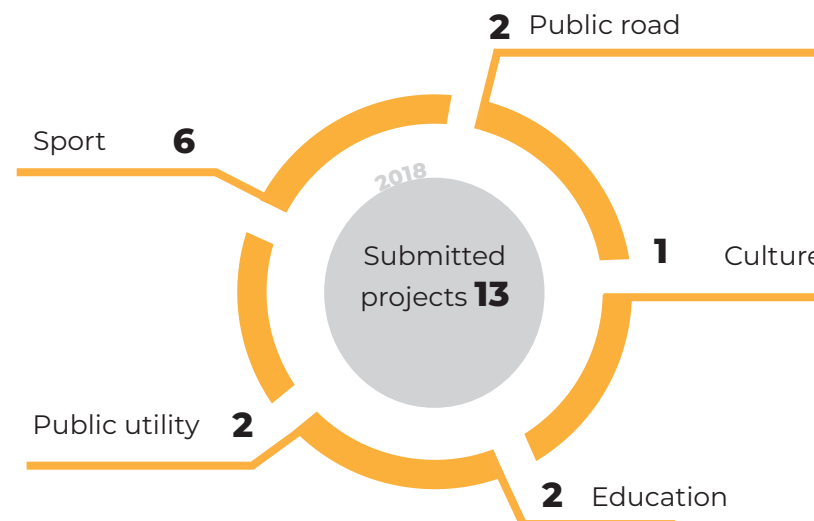 2 Public road
Sport 6
2018
1 Culture
Submitted
projects 13
Public utility 2
2 Education